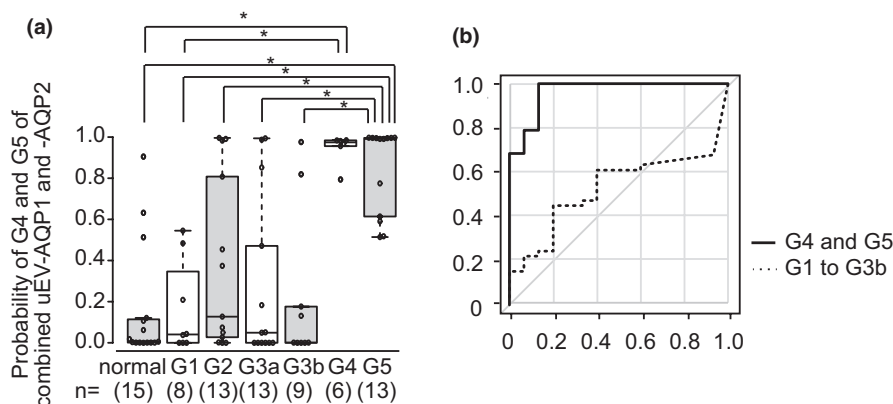 (a)
*
*
*
*
*
*
*
Probability of G4 and G5 of
combined uEV-AQP1 and -AQP2
1.0
0.8
0.6
0.4
0.2
0.0
normal G1 G2 G3a G3b G4 G5
n= (15) (8) (13) (13) (9) (6) (13)
(b)
1.0
0.8
0.6
0.4
0.2
0
0 0.2 0.4 0.6 0.8 1.0
G4 and G5
G1 to G3b